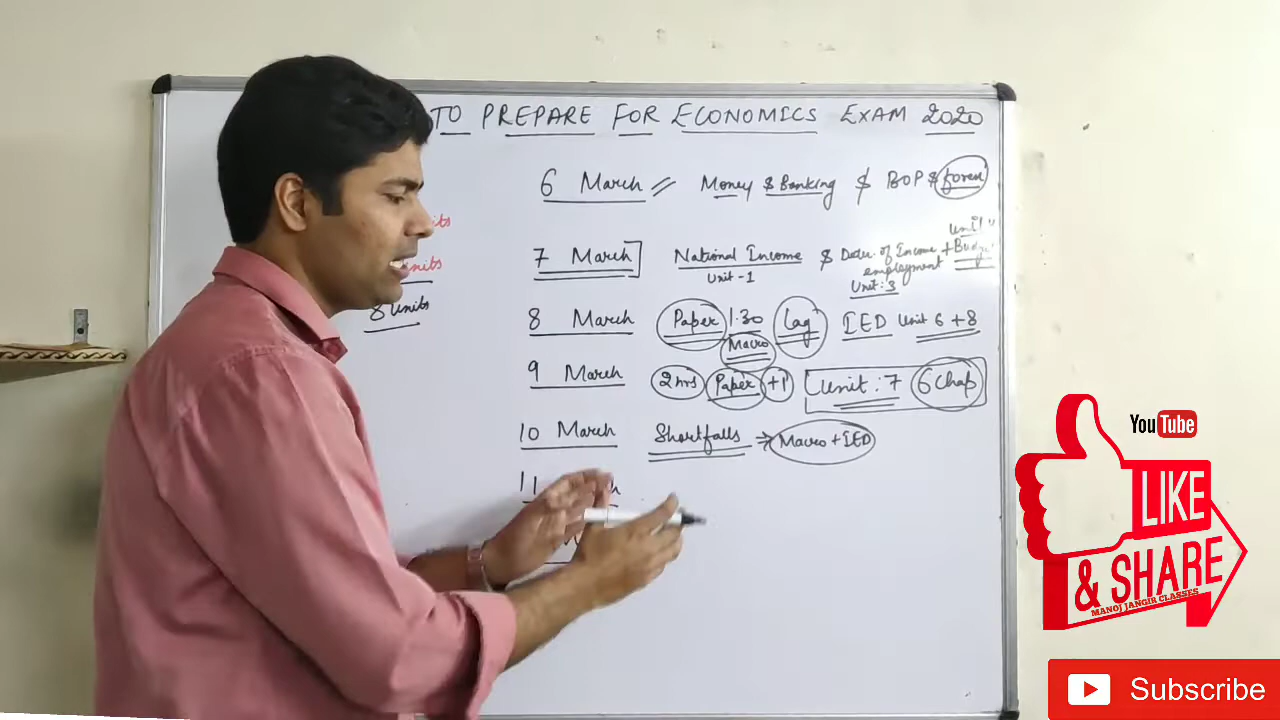 TO PREPARE FOR ECONOMICS EXAM 2020
6 March Money & Banking & BOP & forex
7 March National Income & Deter. of Income + Budget
Unit - 1 employment
Unit : 3
units
8 Units
8 March Paper 1:30 Lag IED Unit 6 + 8
Macro
9 March 2 hrs Paper +1 Unit : 7 6 Chap
10 March Shortfalls ⇒ Macro + IED
11
YouTube
LIKE
& SHARE
MANOJ JANGIR CLASSES
Subscribe